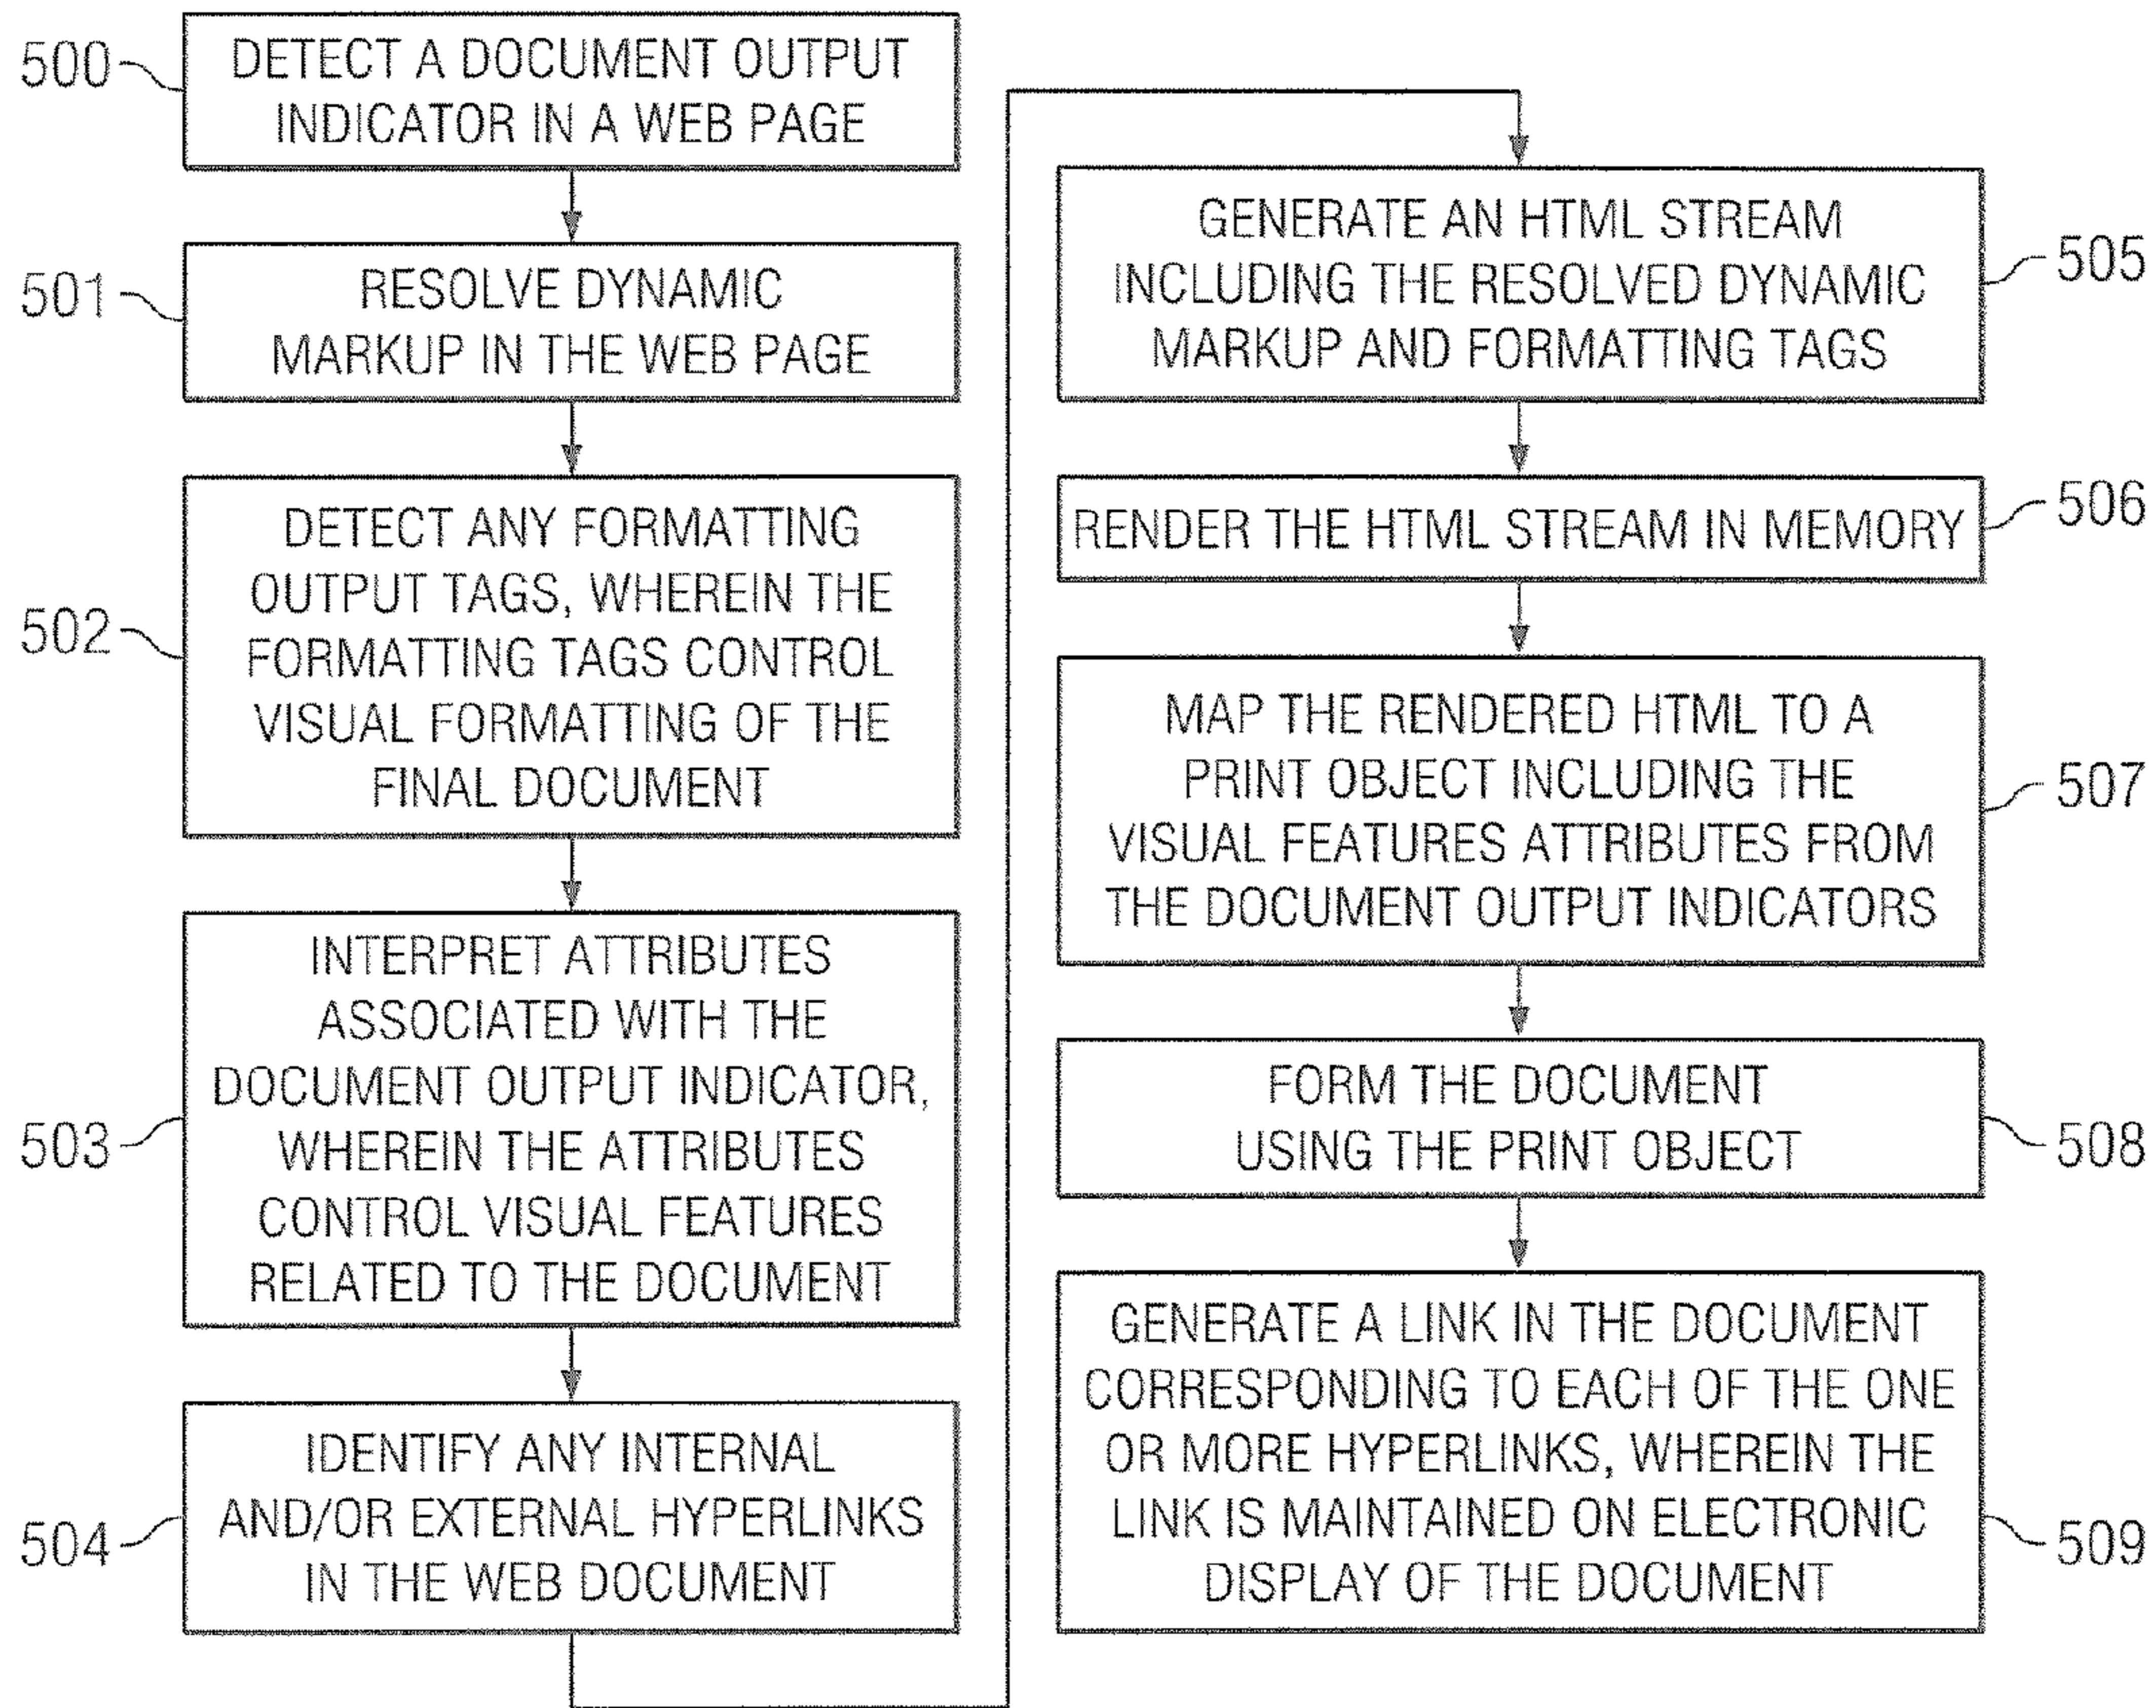 500
DETECT A DOCUMENT OUTPUT
INDICATOR IN A WEB PAGE
501
RESOLVE DYNAMIC
MARKUP IN THE WEB PAGE
502
DETECT ANY FORMATTING
OUTPUT TAGS, WHEREIN THE
FORMATTING TAGS CONTROL
VISUAL FORMATTING OF THE
FINAL DOCUMENT
503
INTERPRET ATTRIBUTES
ASSOCIATED WITH THE
DOCUMENT OUTPUT INDICATOR,
WHEREIN THE ATTRIBUTES
CONTROL VISUAL FEATURES
RELATED TO THE DOCUMENT
504
IDENTIFY ANY INTERNAL
AND/OR EXTERNAL HYPERLINKS
IN THE WEB DOCUMENT
GENERATE AN HTML STREAM
INCLUDING THE RESOLVED DYNAMIC
MARKUP AND FORMATTING TAGS
505
RENDER THE HTML STREAM IN MEMORY
506
MAP THE RENDERED HTML TO A
PRINT OBJECT INCLUDING THE
VISUAL FEATURES ATTRIBUTES FROM
THE DOCUMENT OUTPUT INDICATORS
507
FORM THE DOCUMENT
USING THE PRINT OBJECT
508
GENERATE A LINK IN THE DOCUMENT
CORRESPONDING TO EACH OF THE ONE
OR MORE HYPERLINKS, WHEREIN THE
LINK IS MAINTAINED ON ELECTRONIC
DISPLAY OF THE DOCUMENT
509